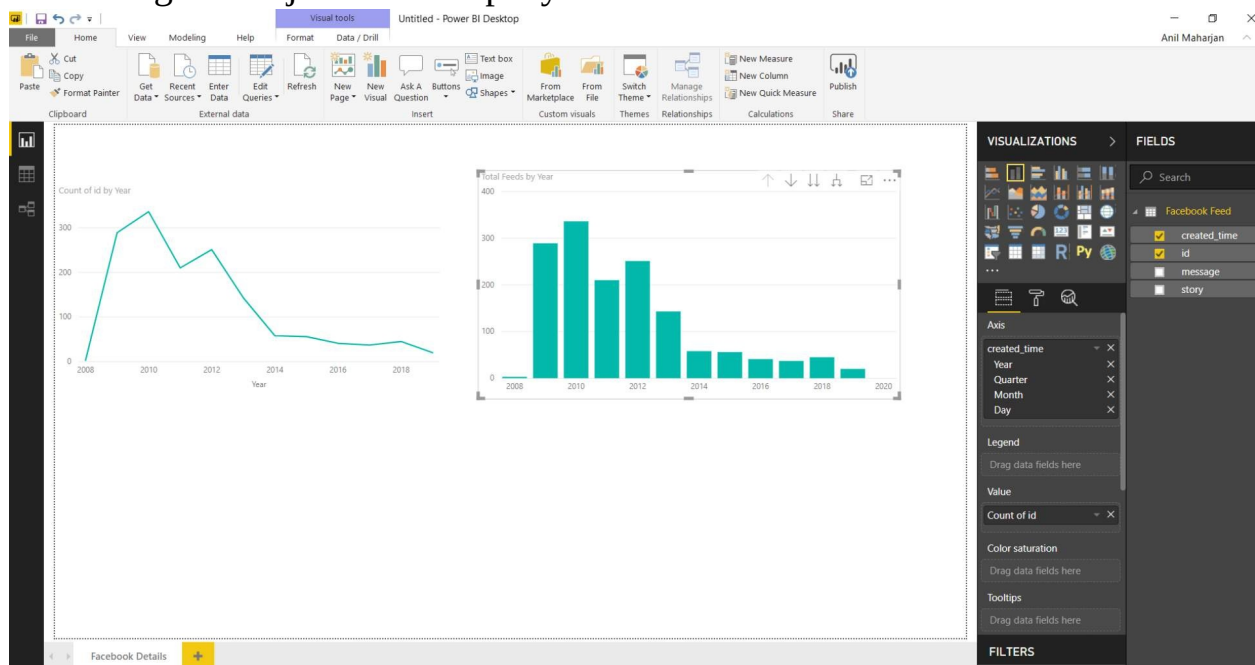 Untitled - Power BI Desktop
Visual tools
Anil Maharjan
File Home View Modeling Help Format Data / Drill
Paste
Cut
Copy
Format Painter
Clipboard
Get Data
Recent Sources
Enter Data
Edit Queries
External data
Refresh
New Page
New Visual
Ask A Question
Buttons
Text box
Image
Shapes
Insert
From Marketplace
From File
Custom visuals
Switch Theme
Themes
Manage Relationships
Relationships
New Measure
New Column
New Quick Measure
Calculations
Publish
Share
Count of id by Year
300
200
100
0
2008 2010 2012 2014 2016 2018
Year
Total Feeds by Year
400
300
200
100
0
2008 2010 2012 2014 2016 2018 2020
VISUALIZATIONS
R Py
123
Axis
created_time
Year
Quarter
Month
Day
Legend
Drag data fields here
Value
Count of id
Color saturation
Drag data fields here
Tooltips
Drag data fields here
FILTERS
FIELDS
Search
Facebook Feed
created_time
id
message
story
Facebook Details